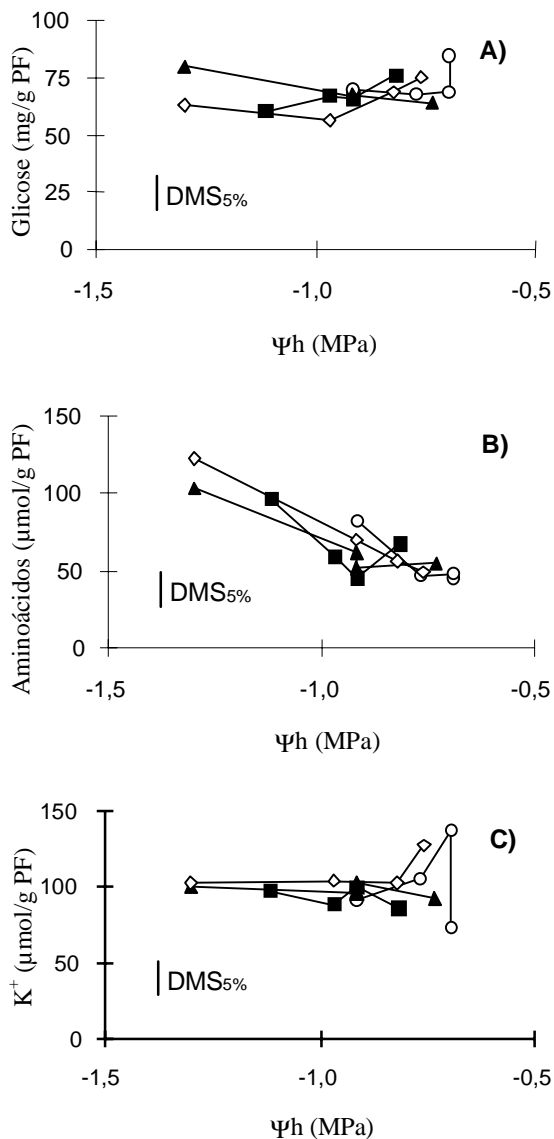 100
A)
75
50
25
0
Glicose (mg/g PF)
DMS5%
-1,5 -1,0 -0,5
Ψh (MPa)
150
B)
100
50
0
Aminoácidos (µmol/g PF)
DMS5%
-1,5 -1,0 -0,5
Ψh (MPa)
150
C)
100
50
0
K+ (µmol/g PF)
DMS5%
-1,5 -1,0 -0,5
Ψh (MPa)